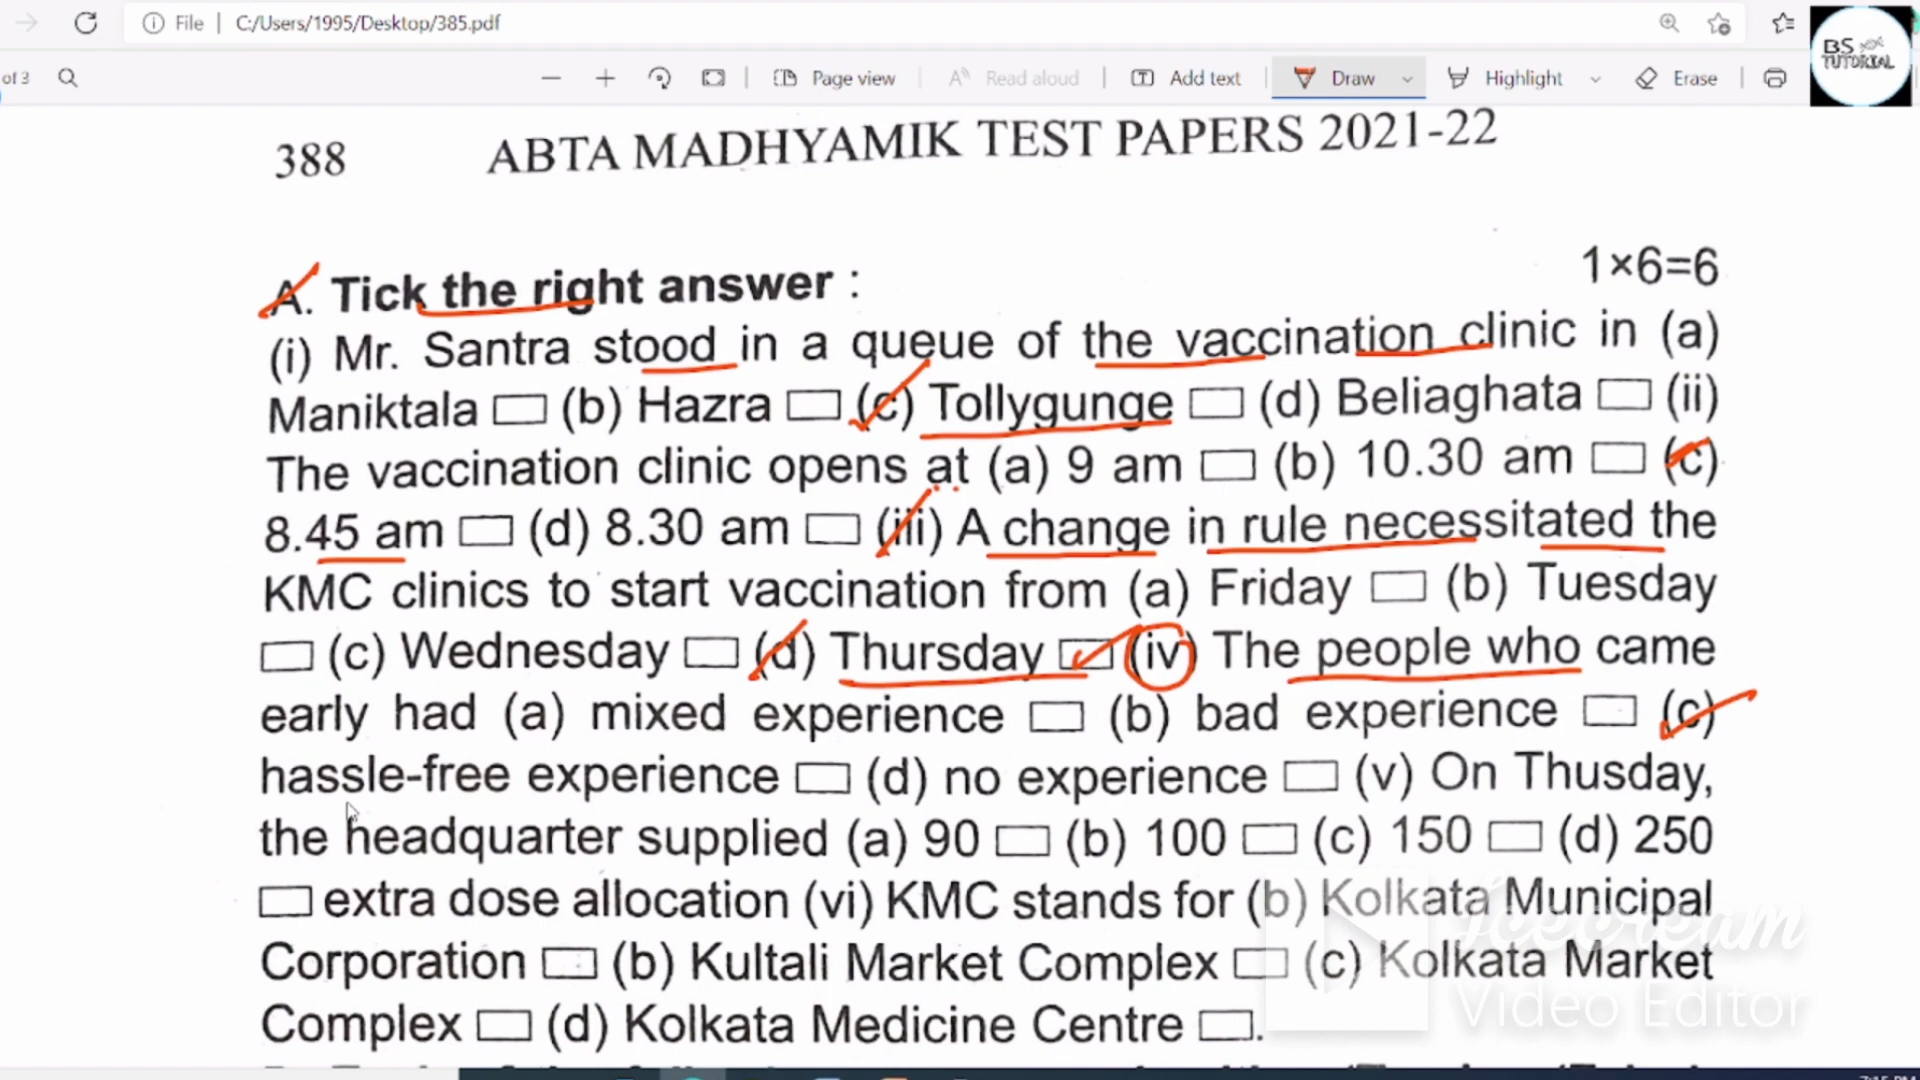 File | C:/Users/1995/Desktop/385.pdf
BS TUTORIAL
of 3 Page view Read aloud Add text Draw Highlight Erase
388 ABTA MADHYAMIK TEST PAPERS 2021-22
1×6=6
A. Tick the right answer :
(i) Mr. Santra stood in a queue of the vaccination clinic in (a)
Maniktala (b) Hazra (c) Tollygunge (d) Beliaghata (ii)
The vaccination clinic opens at (a) 9 am (b) 10.30 am (c)
8.45 am (d) 8.30 am (iii) A change in rule necessitated the
KMC clinics to start vaccination from (a) Friday (b) Tuesday
(c) Wednesday (d) Thursday (iv) The people who came
early had (a) mixed experience (b) bad experience (c)
hassle-free experience (d) no experience (v) On Thusday,
the headquarter supplied (a) 90 (b) 100 (c) 150 (d) 250
extra dose allocation (vi) KMC stands for (b) Kolkata Municipal
Corporation (b) Kultali Market Complex (c) Kolkata Market
Complex (d) Kolkata Medicine Centre .
Icecream
Video Editor